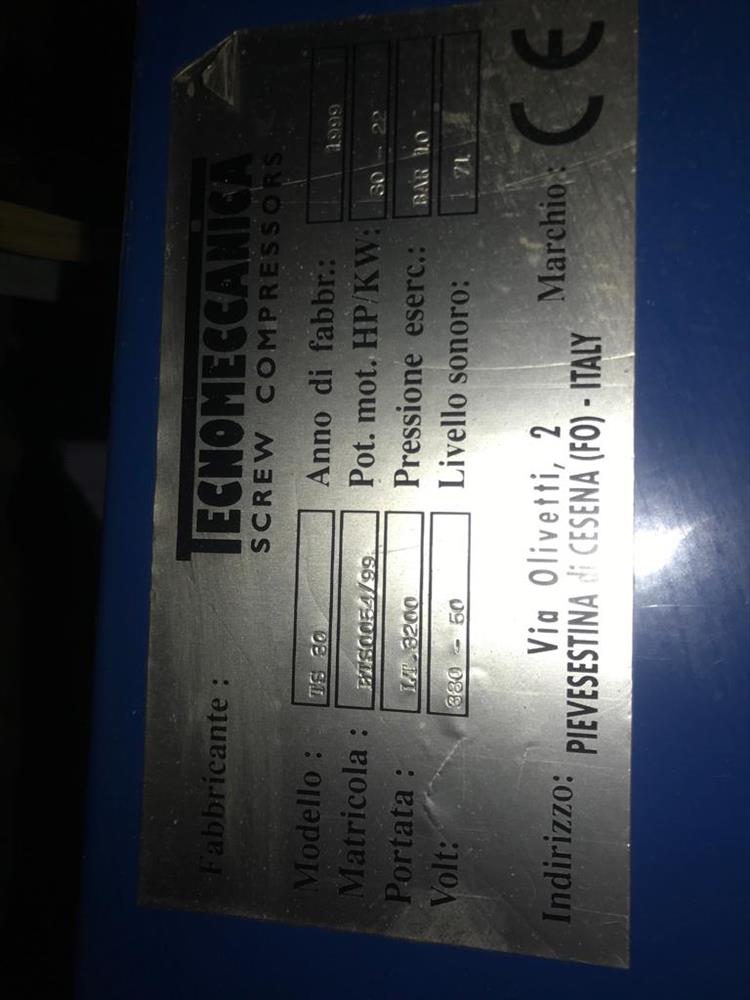 Fabbricante :
TECNOMECCANICA
SCREW COMPRESSORS
Modello : TS 30 Anno di fabbr.: 1999
Matricola : BTS0054/99 Pot. mot. HP/KW: 30 - 22
Portata : LT.3200 Pressione eserc.: BAR 10
Volt: 380 - 50 Livello sonoro: 71
Indirizzo: Via Olivetti, 2 Marchio: CE
PIEVESESTINA di CESENA (FO) - ITALY